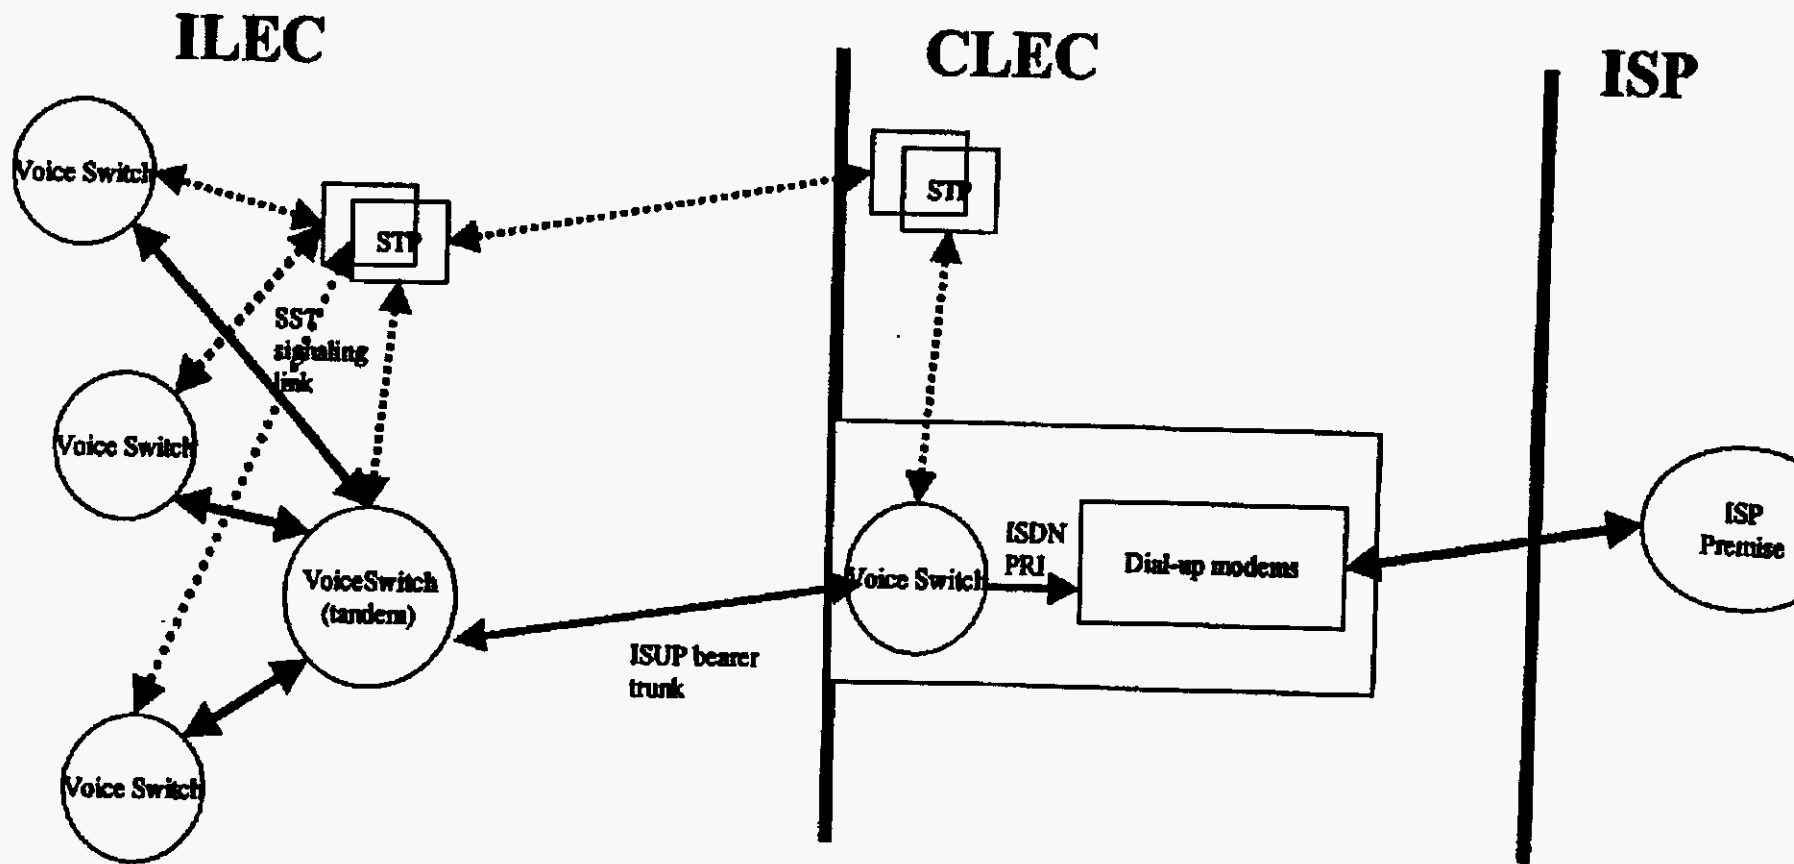 ILEC
CLEC
ISP
Voice Switch
STP
STP
SST
signaling
link
Voice Switch
VoiceSwitch
(tandem)
Voice Switch
ISUP bearer
trunk
Voice Switch
ISDN
PRI
Dial-up modems
ISP
Premise